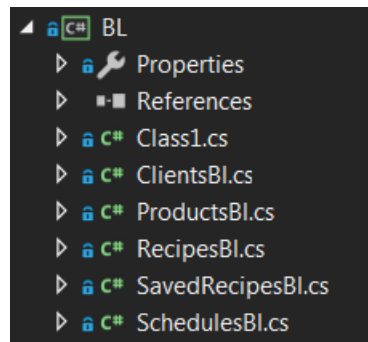 C# BL
Properties
References
C# Class1.cs
C# ClientsBl.cs
C# ProductsBl.cs
C# RecipesBl.cs
C# SavedRecipesBl.cs
C# SchedulesBl.cs